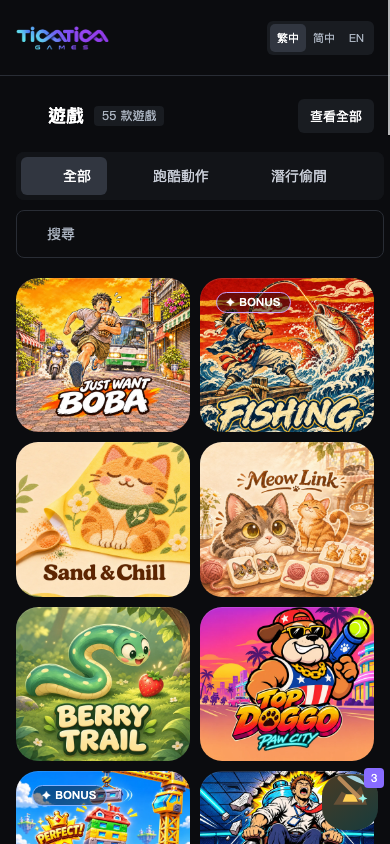 TICATICA
GAMES
繁中 简中 EN
遊戲 55 款遊戲 查看全部
全部 跑酷動作 潛行偷閒
搜尋
JUST WANT
BOBA
BONUS
FISHING
Sand & Chill
Meow Link
BERRY
TRAIL
TOP
DOGGO
PAW CITY
BONUS
PERFECT!
3